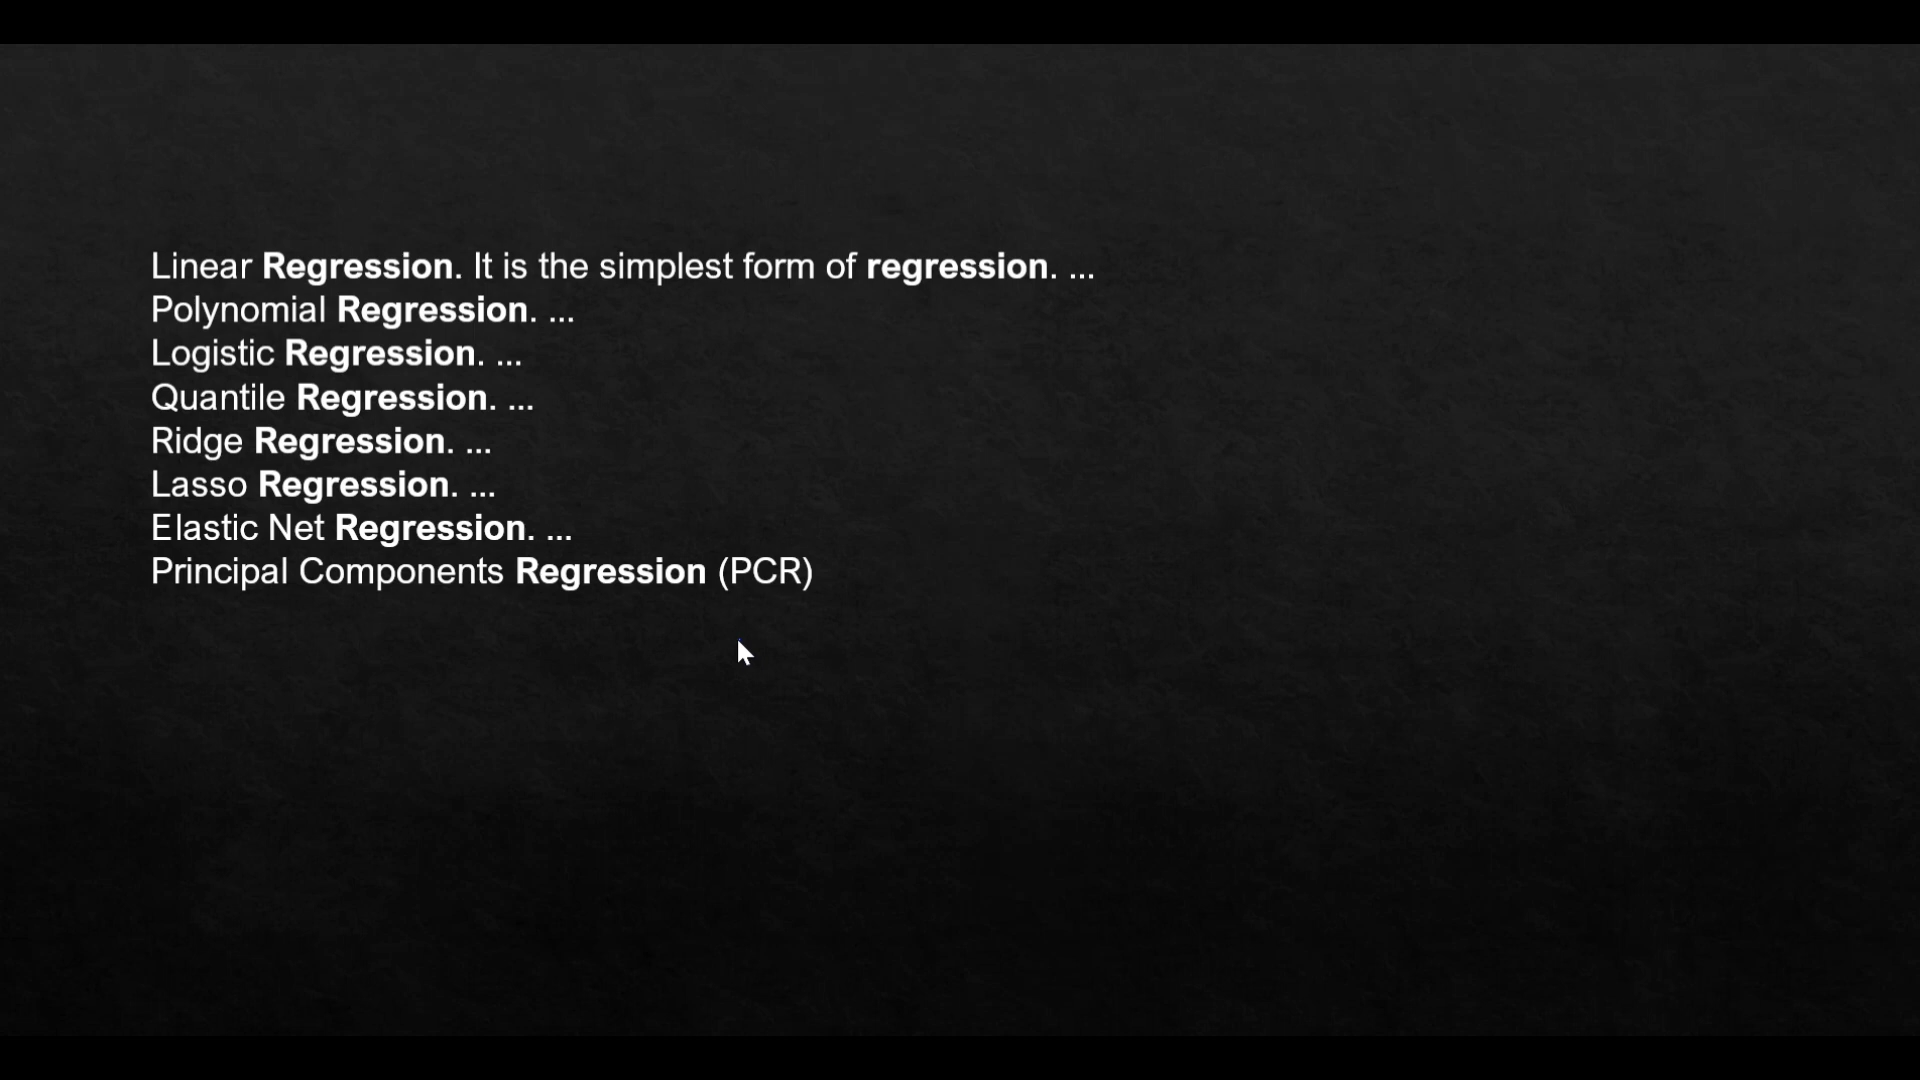 Linear Regression. It is the simplest form of regression. ...
Polynomial Regression. ...
Logistic Regression. ...
Quantile Regression. ...
Ridge Regression. ...
Lasso Regression. ...
Elastic Net Regression. ...
Principal Components Regression (PCR)